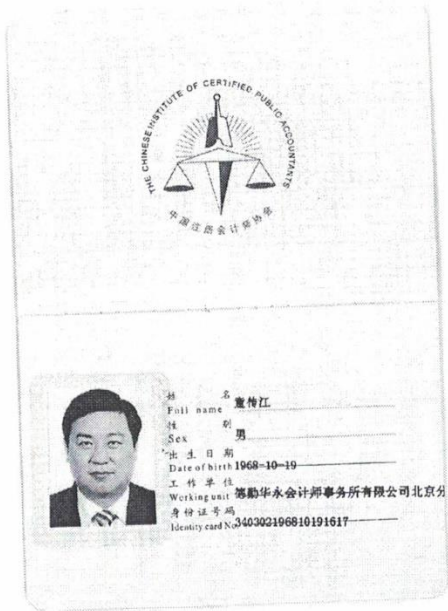 THE CHINESE INSTITUTE OF CERTIFIED PUBLIC ACCOUNTANTS
中国注册会计师协会
姓 名
Full name 童传江
性 别
Sex 男
出 生 日 期
Date of birth 1968-10-19
工 作 单 位
Working unit 德勤华永会计师事务所有限公司北京分
身份证号码
Identity card No 340302196810191617